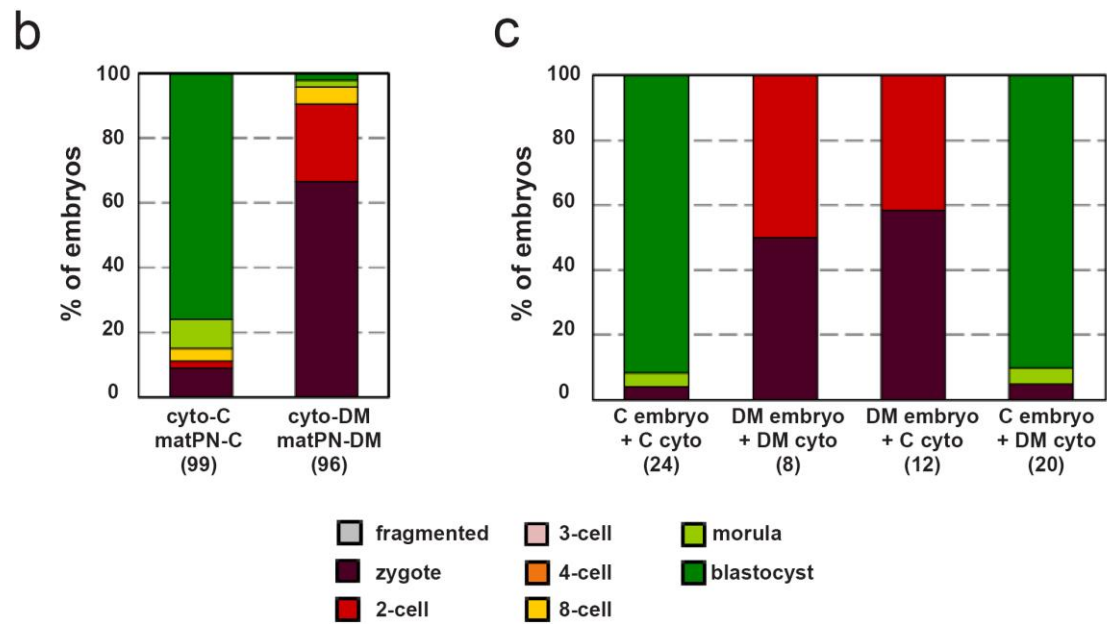 b
100
80
60
40
20
0
% of embryos
cyto-C
matPN-C
(99)
cyto-DM
matPN-DM
(96)
c
100
80
60
40
20
0
% of embryos
C embryo
+ C cyto
(24)
DM embryo
+ DM cyto
(8)
DM embryo
+ C cyto
(12)
C embryo
+ DM cyto
(20)
fragmented
zygote
2-cell
3-cell
4-cell
8-cell
morula
blastocyst